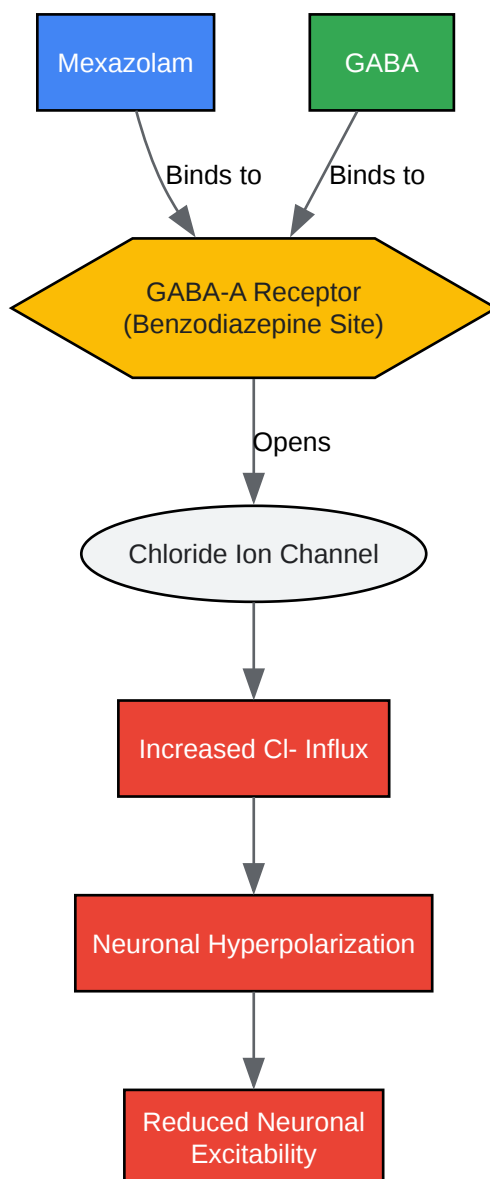 Mexazolam
GABA
Binds to
Binds to
GABA-A Receptor
(Benzodiazepine Site)
Opens
Chloride Ion Channel
Increased Cl- Influx
Neuronal Hyperpolarization
Reduced Neuronal
Excitability